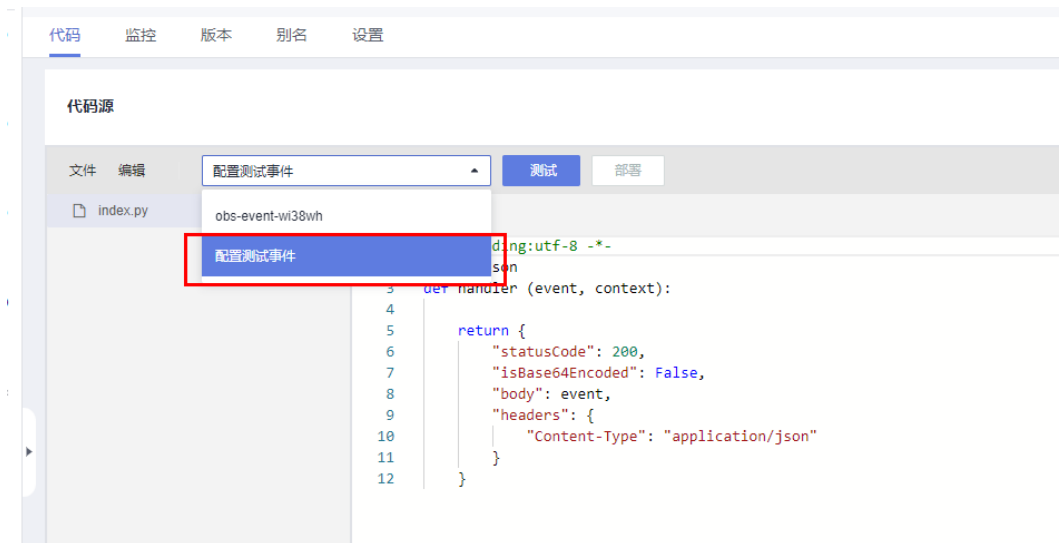 代码 监控 版本 别名 设置
代码源
文件 编辑 配置测试事件 测试 部署
index.py
obs-event-wi38wh
配置测试事件
ding:utf-8 -*-
son
3 def handler (event, context):
4
5 return {
6 "statusCode": 200,
7 "isBase64Encoded": False,
8 "body": event,
9 "headers": {
10 "Content-Type": "application/json"
11 }
12 }